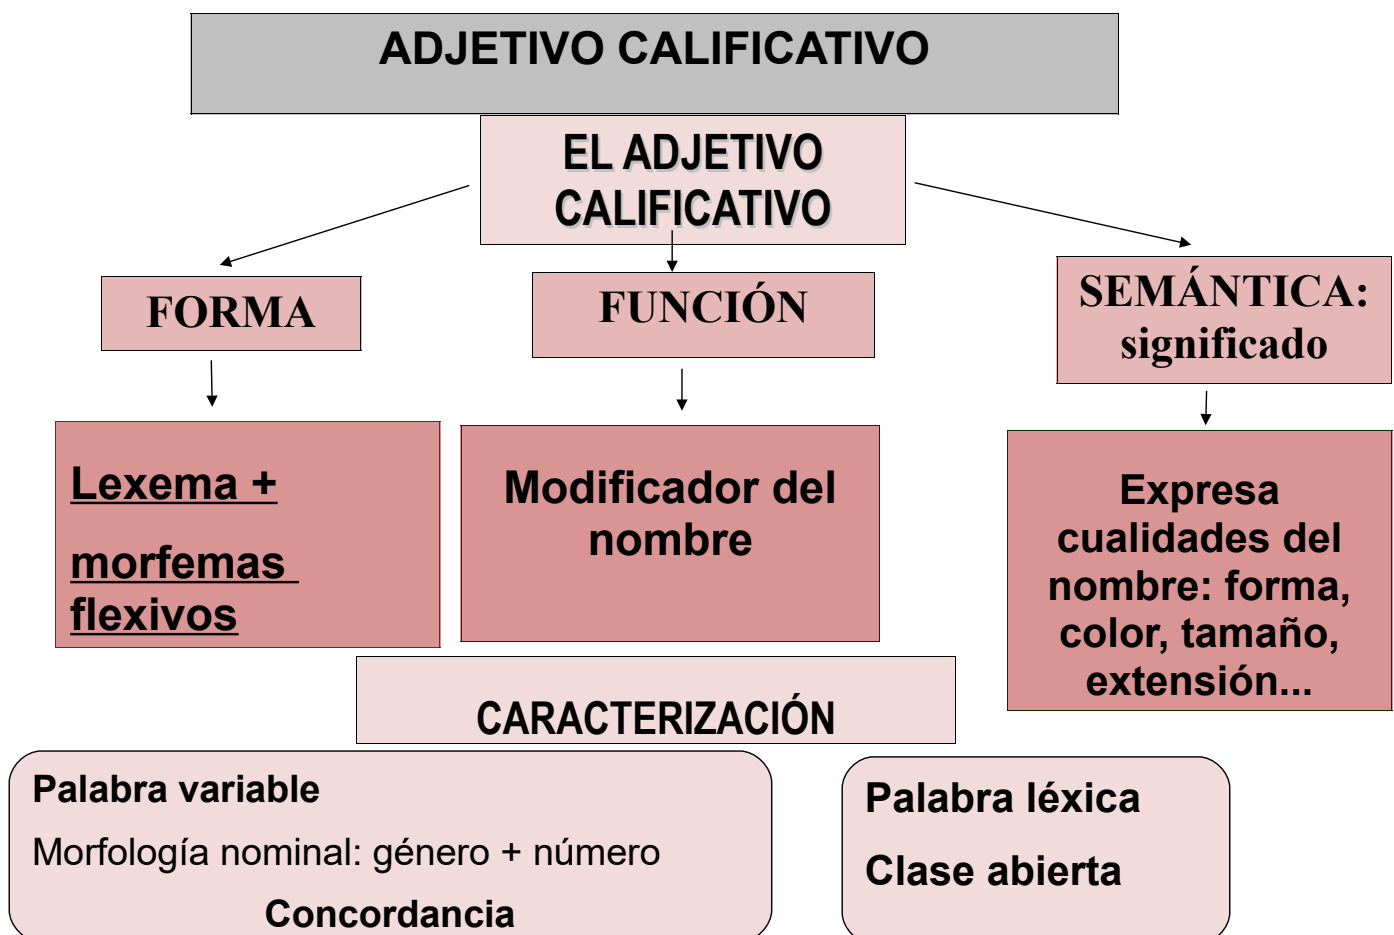 ADJETIVO CALIFICATIVO
EL ADJETIVO
CALIFICATIVO
FORMA
FUNCIÓN
SEMÁNTICA:
significado
Lexema +
morfemas
flexivos
Modificador del
nombre
Expresa
cualidades del
nombre: forma,
color, tamaño,
extensión...
CARACTERIZACIÓN
Palabra variable
Morfología nominal: género + número
Concordancia
Palabra léxica
Clase abierta